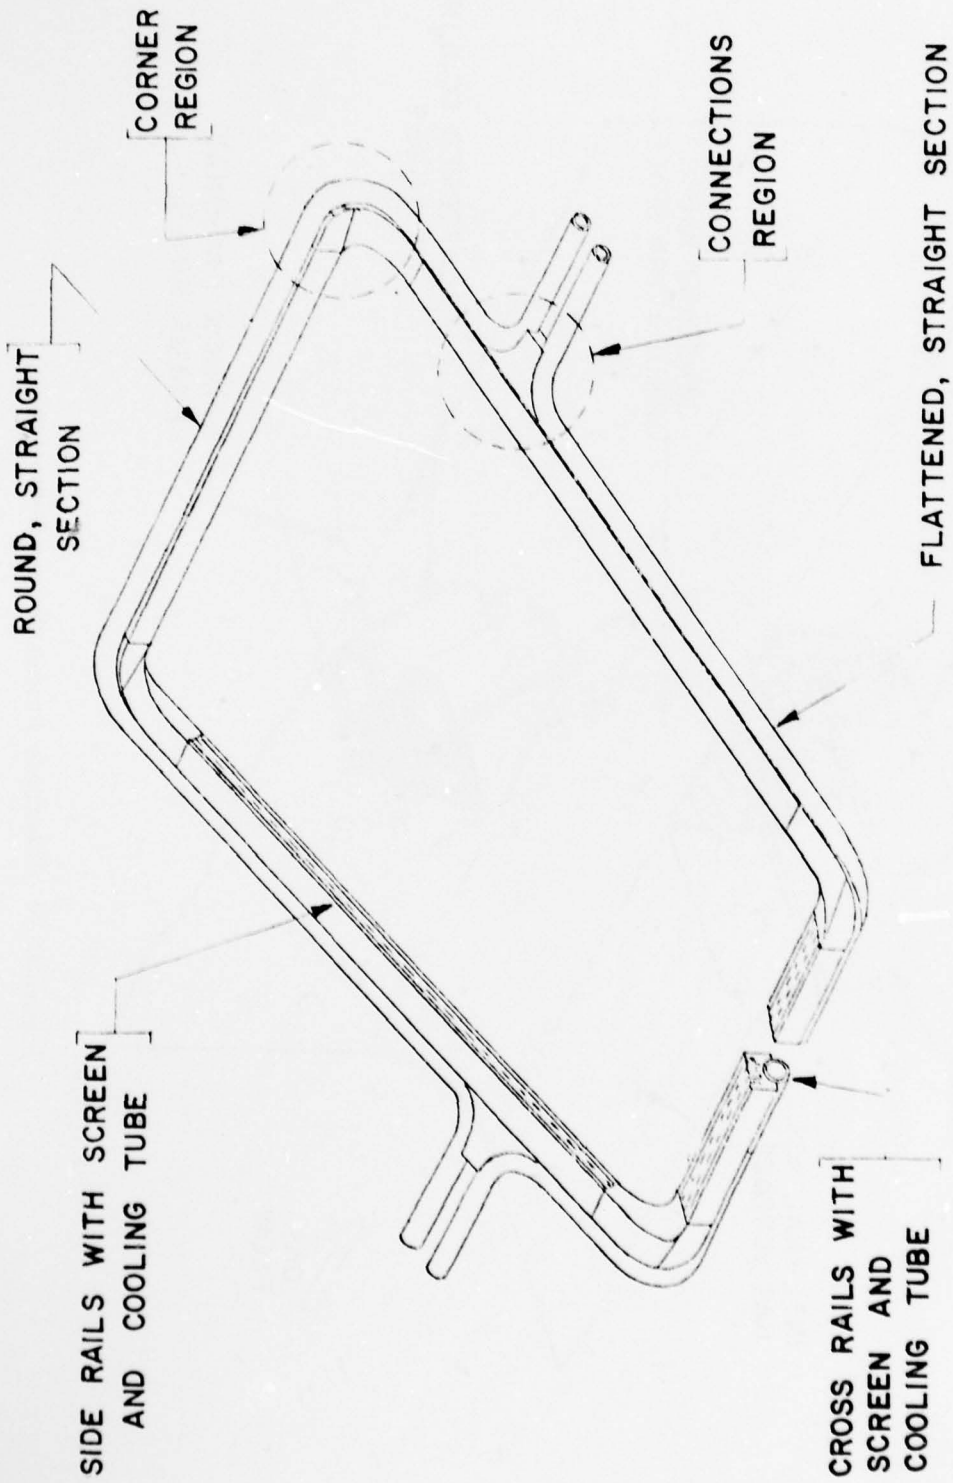 SIDE RAILS WITH SCREEN
AND COOLING TUBE
ROUND, STRAIGHT
SECTION
CORNER
REGION
CONNECTIONS
REGION
CROSS RAILS WITH
SCREEN AND
COOLING TUBE
FLATTENED, STRAIGHT SECTION